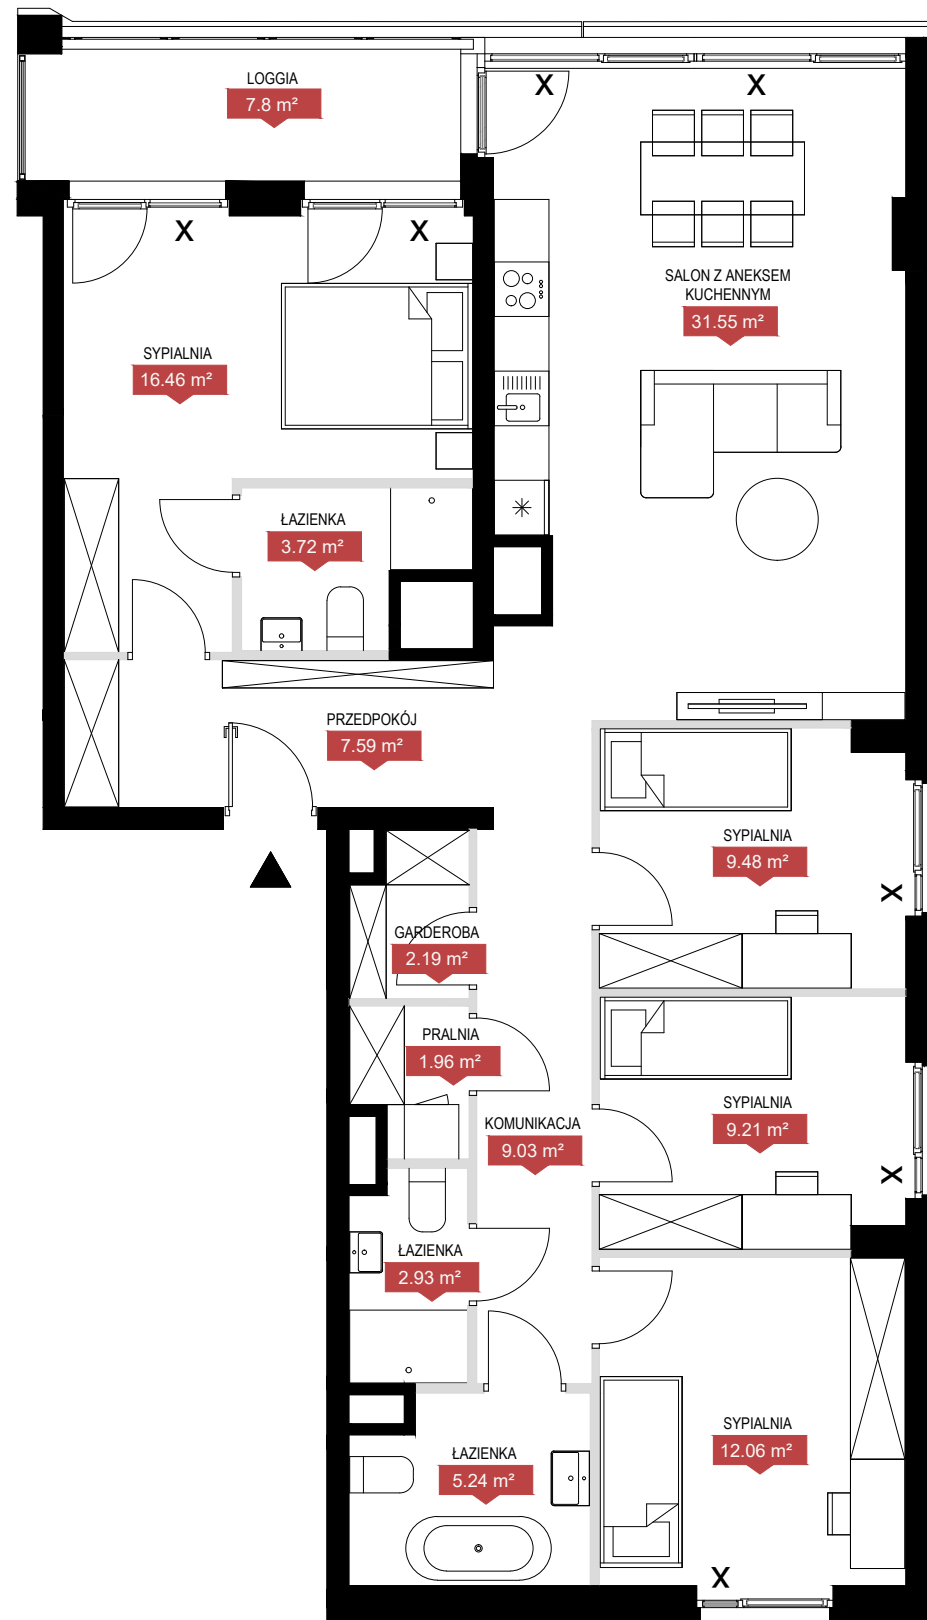 LOGGIA
7.8 m²
X
X
X
X
SALON Z ANEKSEM
KUCHENNYM
31.55 m²
SYPIALNIA
16.46 m²
ŁAZIENKA
3.72 m²
PRZEDPOKÓJ
7.59 m²
SYPIALNIA
9.48 m²
X
GARDEROBA
2.19 m²
PRALNIA
1.96 m²
KOMUNIKACJA
9.03 m²
SYPIALNIA
9.21 m²
X
ŁAZIENKA
2.93 m²
SYPIALNIA
12.06 m²
ŁAZIENKA
5.24 m²
X